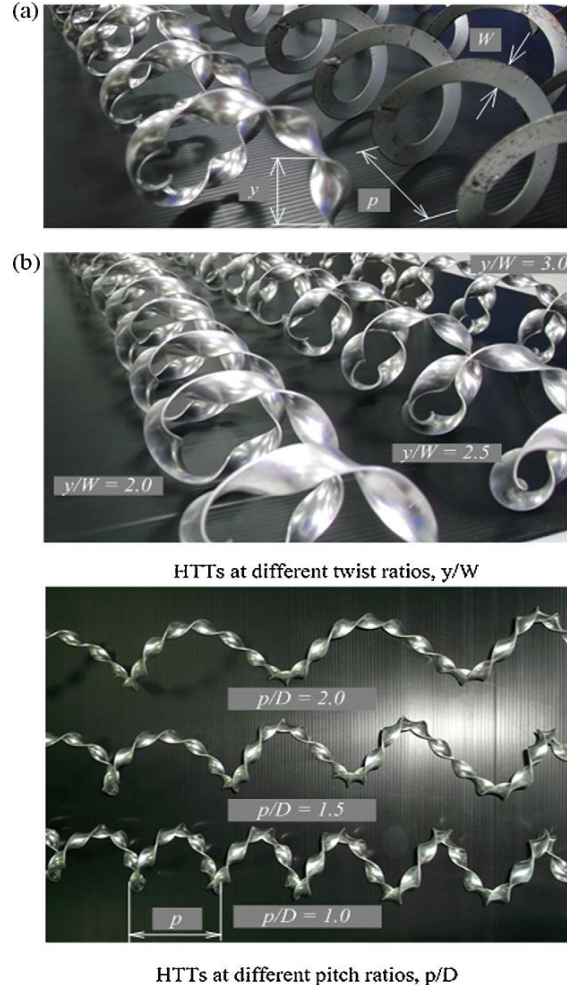 (a)
W
y
p
(b)
y/W = 3.0
y/W = 2.5
y/W = 2.0
HTTs at different twist ratios, y/W
p/D = 2.0
p/D = 1.5
p
p/D = 1.0
HTTs at different pitch ratios, p/D